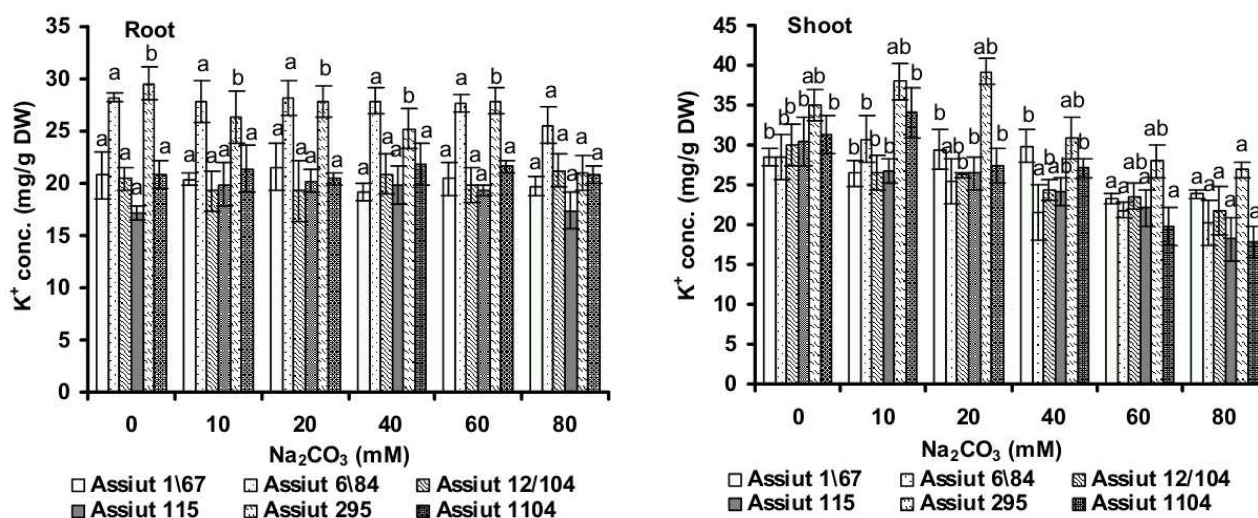 Root
K⁺ conc. (mg/g DW)
35
30
25
20
15
10
5
0
a a a a b a
a a a a b a
a a a a b a
a a a a b a
a a a a b a
a a a a a a
0 10 20 40 60 80
Na₂CO₃ (mM)
Assiut 1\67 Assiut 6\84 Assiut 12/104
Assiut 115 Assiut 295 Assiut 1104
Shoot
K⁺ conc. (mg/g DW)
45
40
35
30
25
20
15
10
5
0
b b b b ab b
b b b b ab b
b ab b b ab b
b a b a ab b
a a a a ab a
a a a a a a
0 10 20 40 60 80
Na₂CO₃ (mM)
Assiut 1\67 Assiut 6\84 Assiut 12/104
Assiut 115 Assiut 295 Assiut 1104